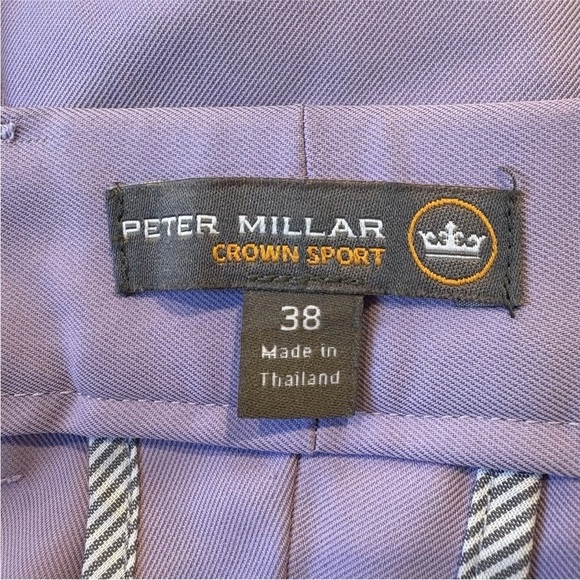 PETER MILLAR
CROWN SPORT
38
Made in
Thailand